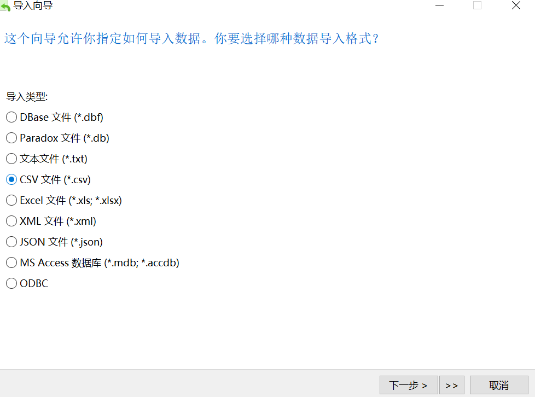 导入向导
这个向导允许你指定如何导入数据。你要选择哪种数据导入格式？
导入类型:
DBase 文件 (*.dbf)
Paradox 文件 (*.db)
文本文件 (*.txt)
CSV 文件 (*.csv)
Excel 文件 (*.xls; *.xlsx)
XML 文件 (*.xml)
JSON 文件 (*.json)
MS Access 数据库 (*.mdb; *.accdb)
ODBC
下一步 > >> 取消